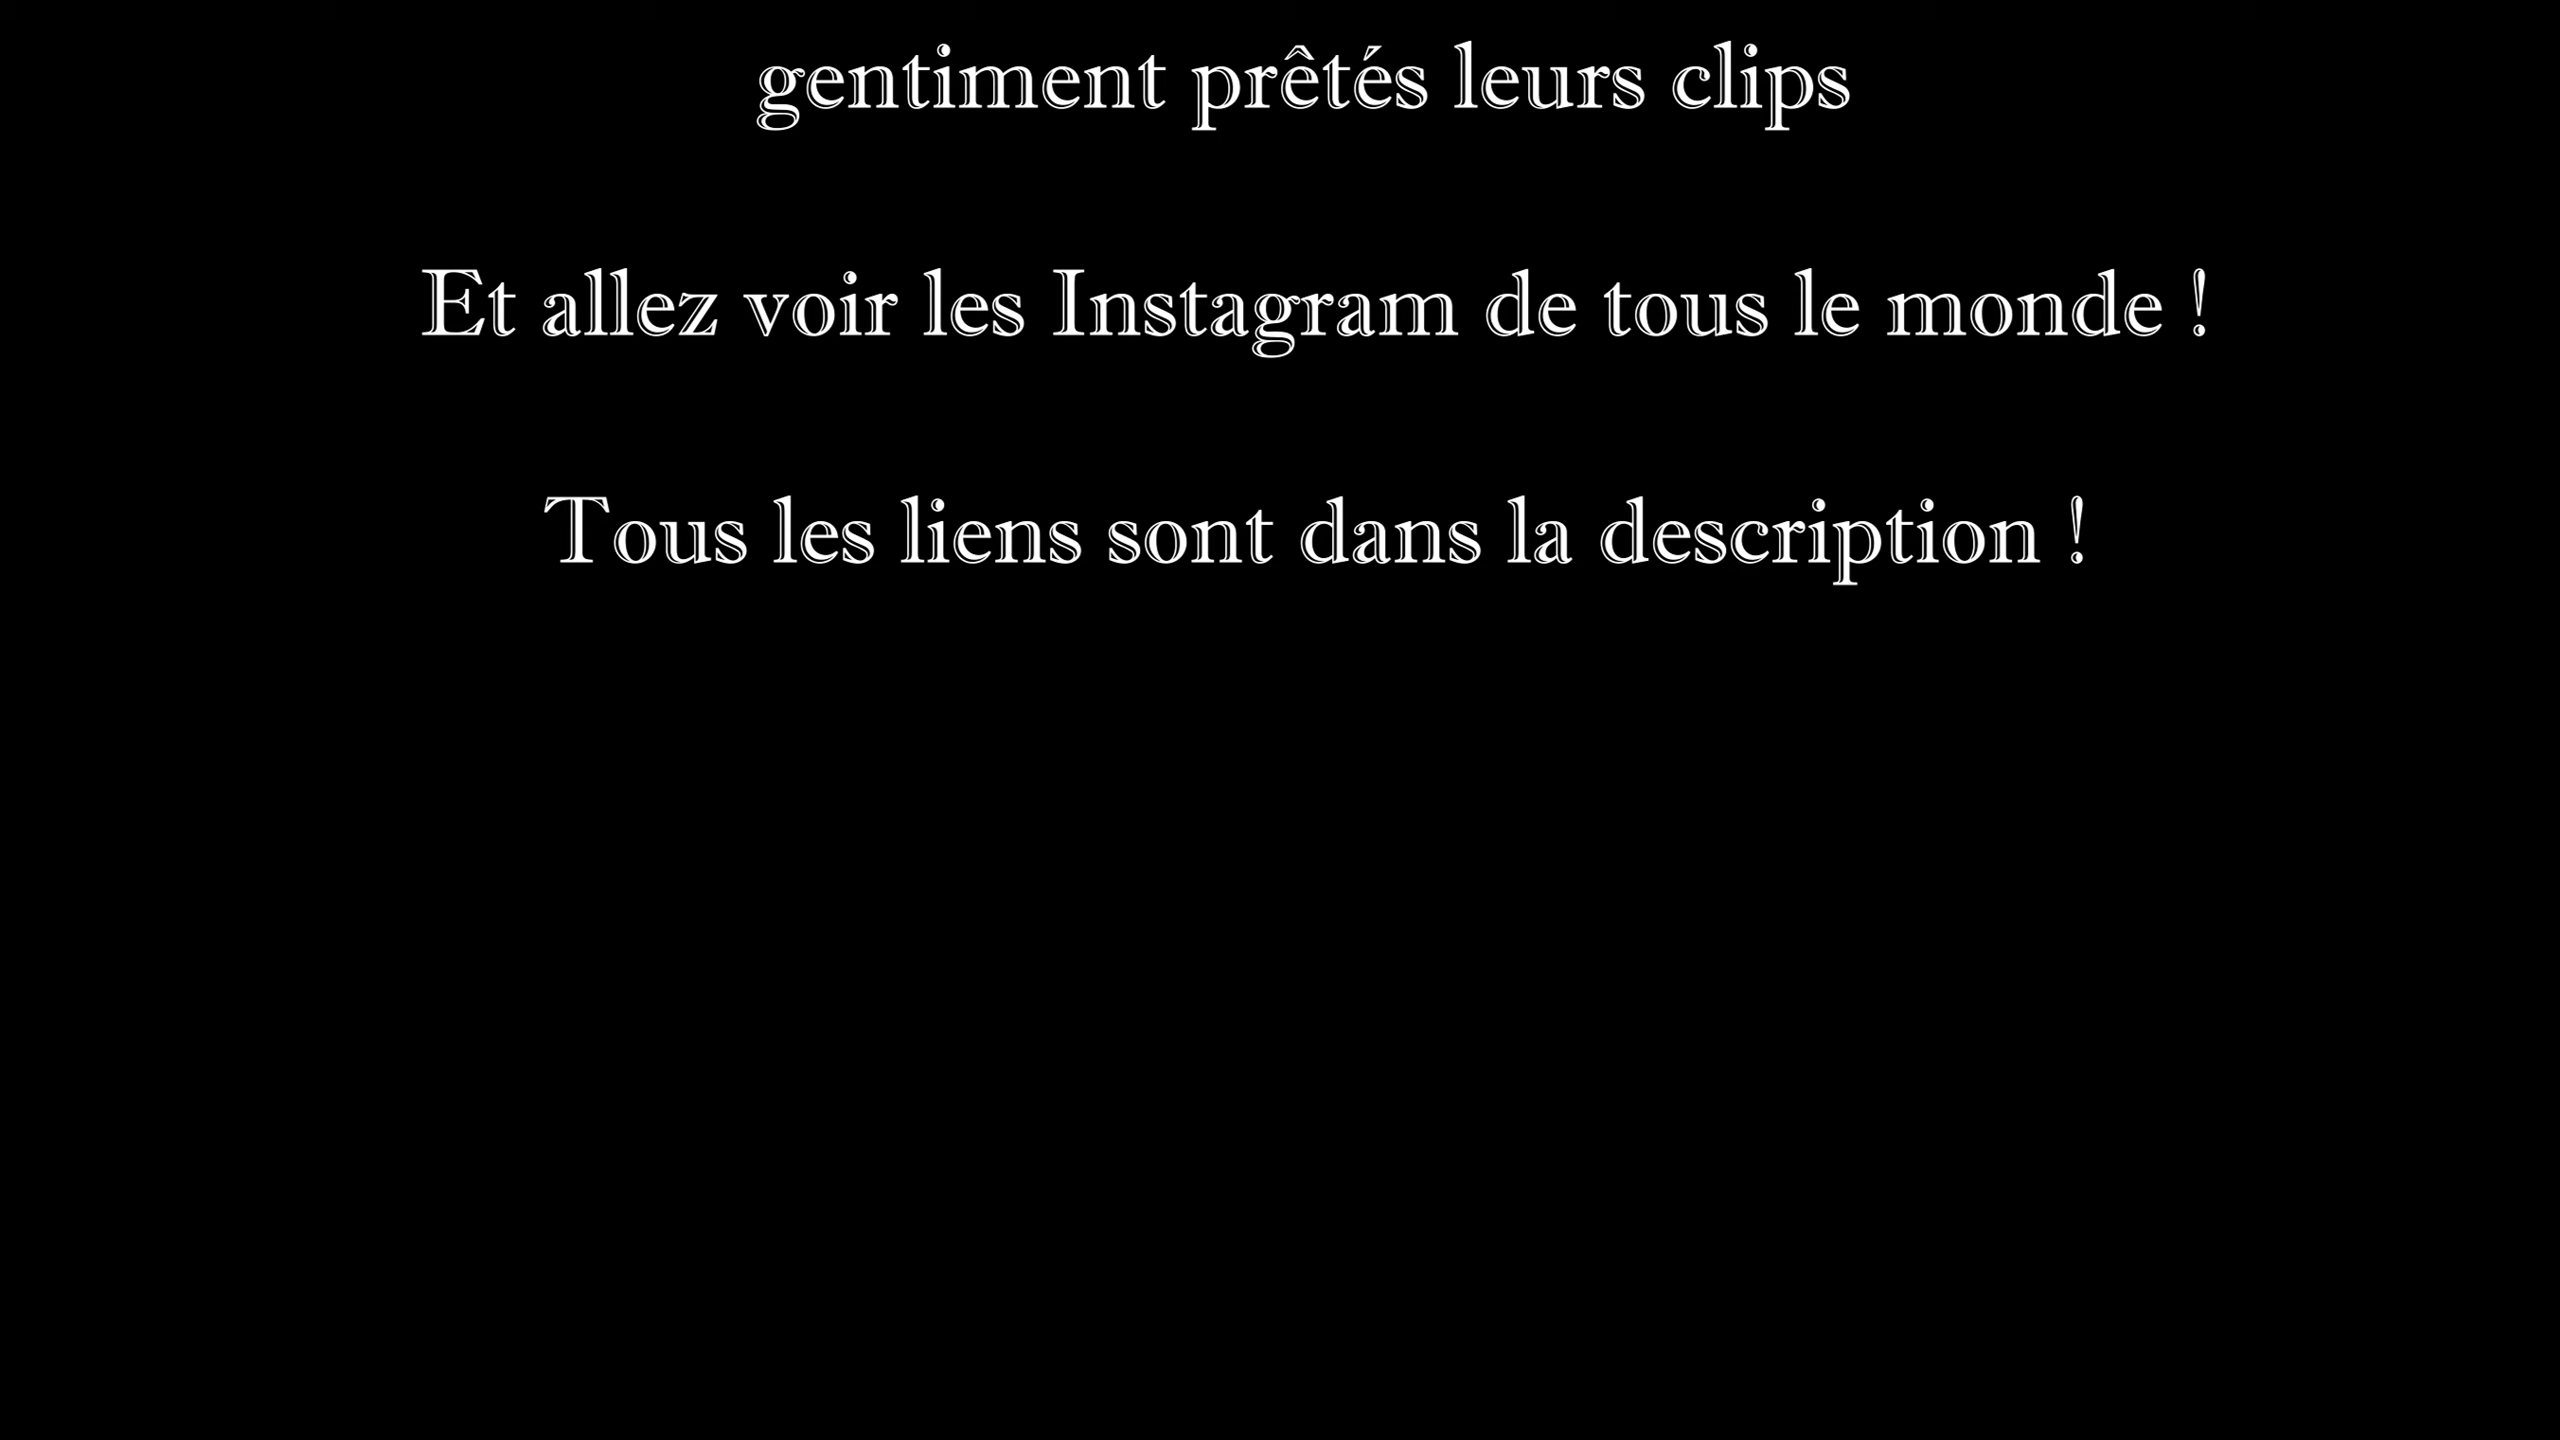 gentiment prêtés leurs clips
Et allez voir les Instagram de tous le monde !
Tous les liens sont dans la description !